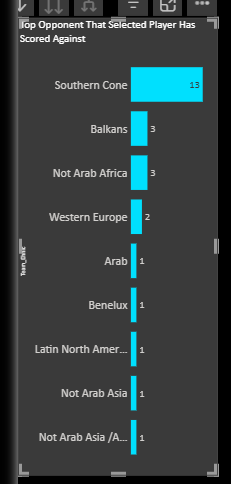 Top Opponent That Selected Player Has
Scored Against
Southern Cone 13
Balkans 3
Not Arab Africa 3
Western Europe 2
Arab 1
Benelux 1
Latin North Amer... 1
Not Arab Asia 1
Not Arab Asia /A... 1